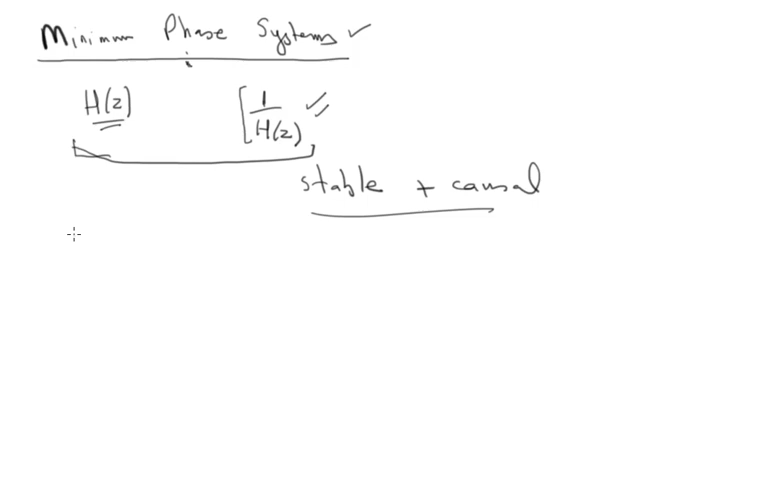 Minimum Phase Systems ✓
H(z) [1/H(z) ✓
stable + causal